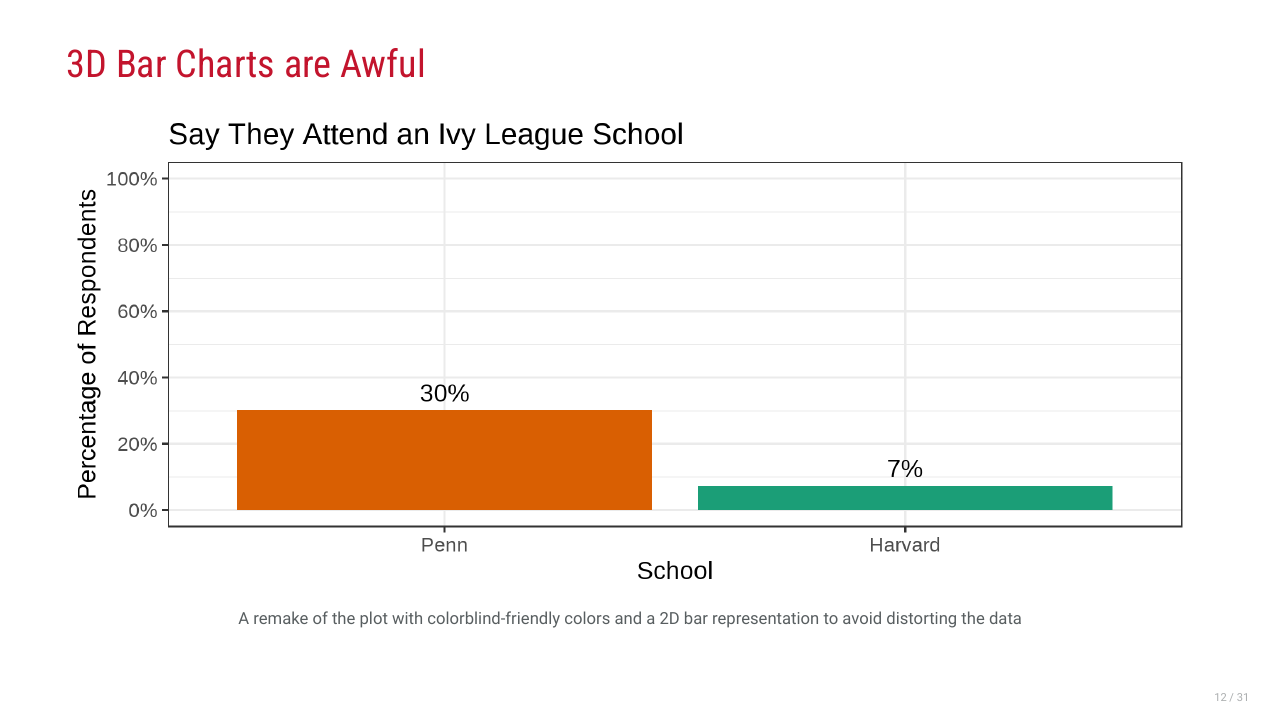 3D Bar Charts are Awful
Say They Attend an Ivy League School
Percentage of Respondents
100%
80%
60%
40%
20%
0%
30%
7%
Penn
Harvard
School
A remake of the plot with colorblind-friendly colors and a 2D bar representation to avoid distorting the data
12 / 31